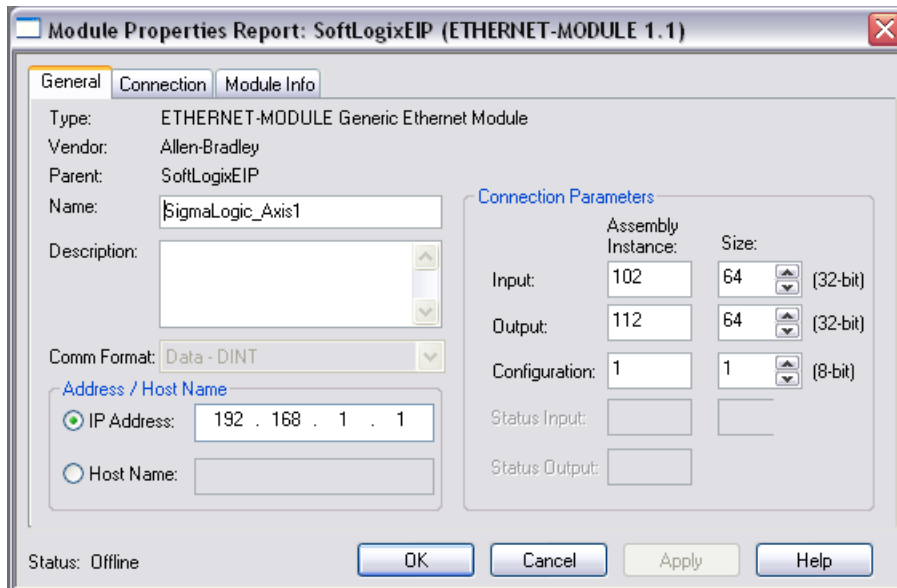 Module Properties Report: SoftLogixEIP (ETHERNET-MODULE 1.1)
General Connection Module Info
Type: ETHERNET-MODULE Generic Ethernet Module
Vendor: Allen-Bradley
Parent: SoftLogixEIP
Name: SigmaLogic_Axis1
Description:
Comm Format: Data - DINT
Address / Host Name
IP Address: 192 . 168 . 1 . 1
Host Name:
Connection Parameters
Assembly Instance: Size:
Input: 102 64 (32-bit)
Output: 112 64 (32-bit)
Configuration: 1 1 (8-bit)
Status Input:
Status Output:
Status: Offline OK Cancel Apply Help